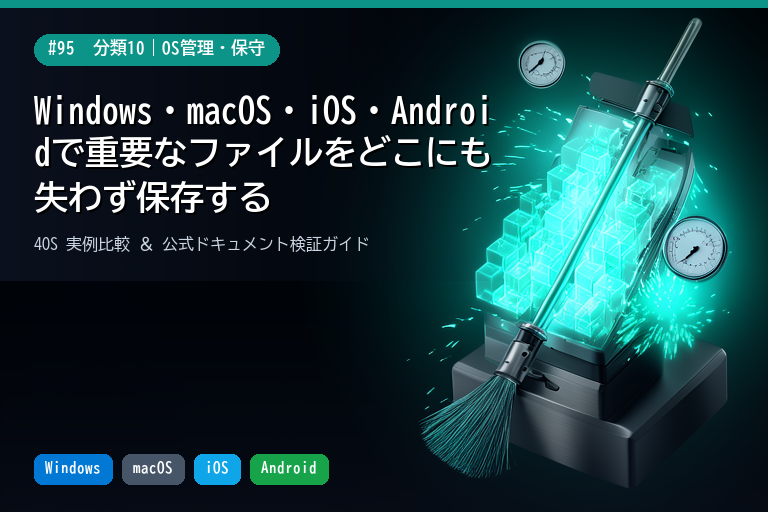 #95 分類10｜OS管理・保守
Windows・macOS・iOS・Androi
dで重要なファイルをどこにも
失わず保存する
4OS 実例比較 ＆ 公式ドキュメント検証ガイド
Windows
macOS
iOS
Android